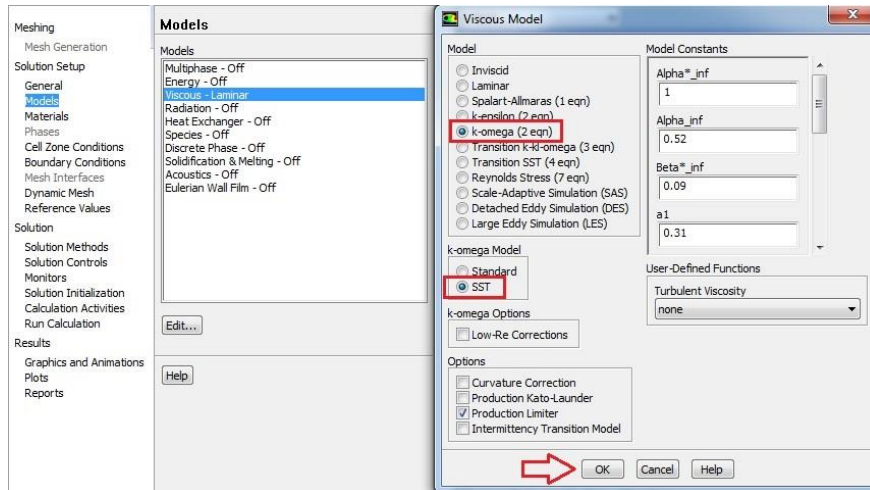 Meshing
Mesh Generation
Solution Setup
General
Models
Materials
Phases
Cell Zone Conditions
Boundary Conditions
Mesh Interfaces
Dynamic Mesh
Reference Values
Solution
Solution Methods
Solution Controls
Monitors
Solution Initialization
Calculation Activities
Run Calculation
Results
Graphics and Animations
Plots
Reports
Models
Models
Multiphase - Off
Energy - Off
Viscous - Laminar
Radiation - Off
Heat Exchanger - Off
Species - Off
Discrete Phase - Off
Solidification & Melting - Off
Acoustics - Off
Eulerian Wall Film - Off
Edit...
Help
Viscous Model
Model
Inviscid
Laminar
Spalart-Allmaras (1 eqn)
k-epsilon (2 eqn)
k-omega (2 eqn)
Transition k-kl-omega (3 eqn)
Transition SST (4 eqn)
Reynolds Stress (7 eqn)
Scale-Adaptive Simulation (SAS)
Detached Eddy Simulation (DES)
Large Eddy Simulation (LES)
k-omega Model
Standard
SST
k-omega Options
Low-Re Corrections
Options
Curvature Correction
Production Kato-Launder
Production Limiter
Intermittency Transition Model
Model Constants
Alpha*_inf
1
Alpha_inf
0.52
Beta*_inf
0.09
a1
0.31
User-Defined Functions
Turbulent Viscosity
none
OK
Cancel
Help